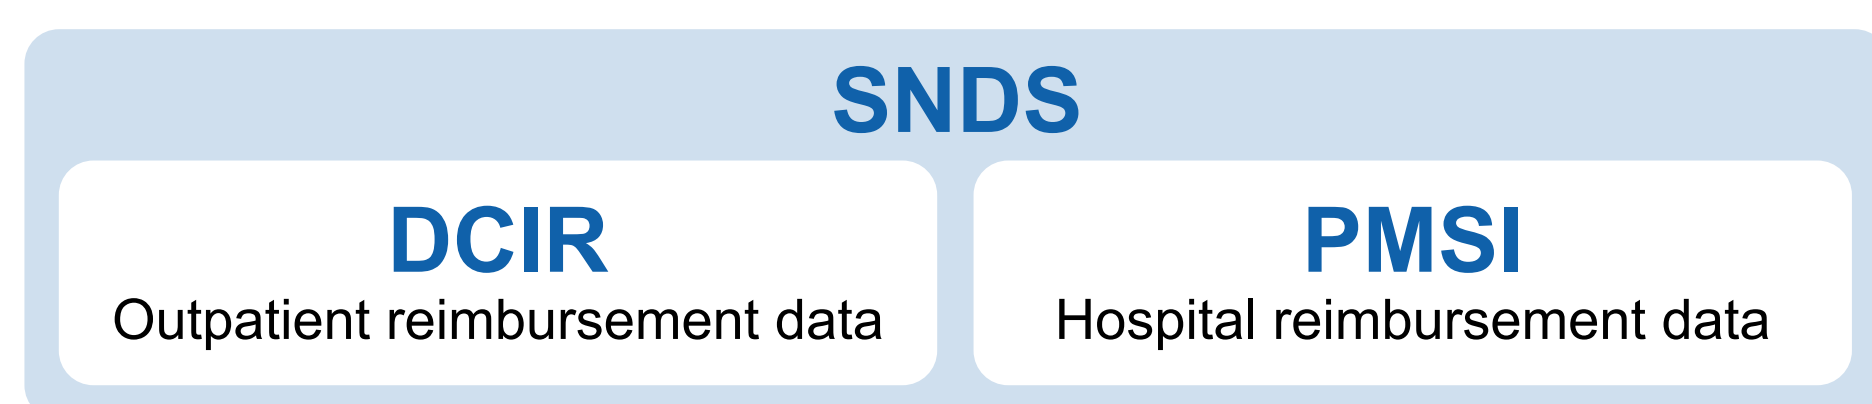 SNDS
DCIR
Outpatient reimbursement data
PMSI
Hospital reimbursement data